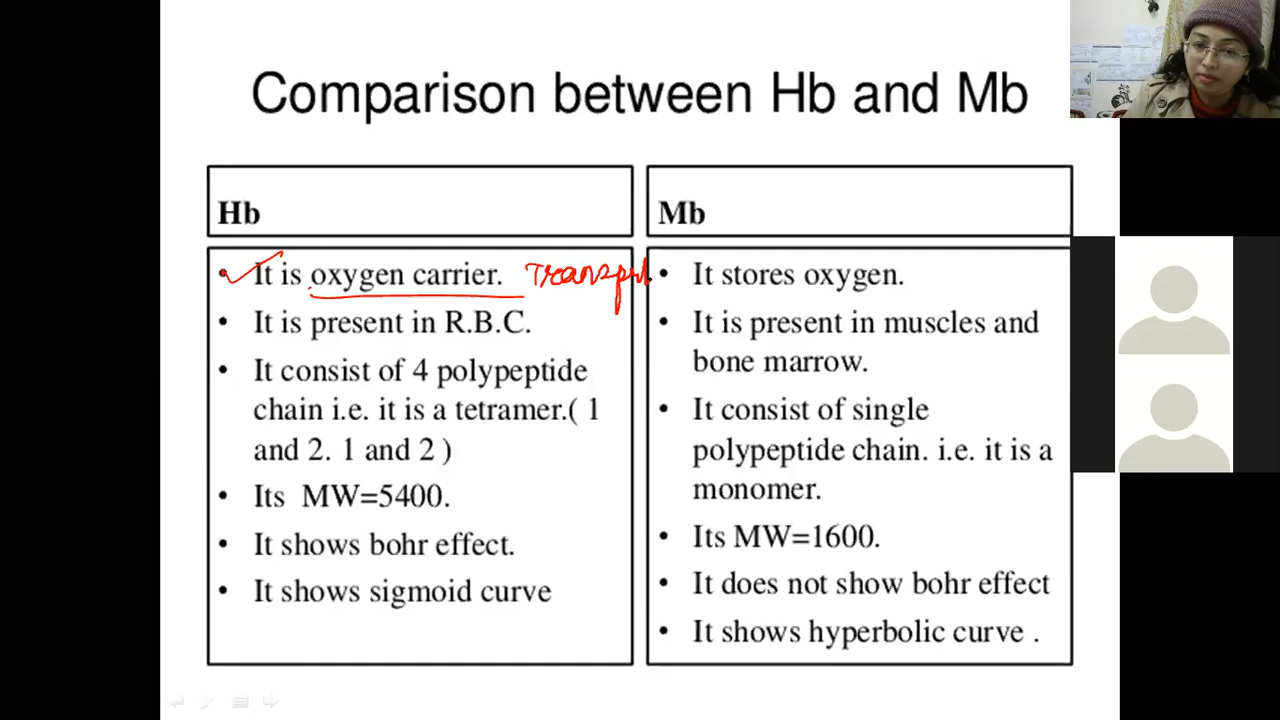 Comparison between Hb and Mb
Hb
• It is oxygen carrier.
• It is present in R.B.C.
• It consist of 4 polypeptide
chain i.e. it is a tetramer.( 1
and 2. 1 and 2 )
• Its MW=5400.
• It shows bohr effect.
• It shows sigmoid curve
Mb
• It stores oxygen.
• It is present in muscles and
bone marrow.
• It consist of single
polypeptide chain. i.e. it is a
monomer.
• Its MW=1600.
• It does not show bohr effect
• It shows hyperbolic curve .